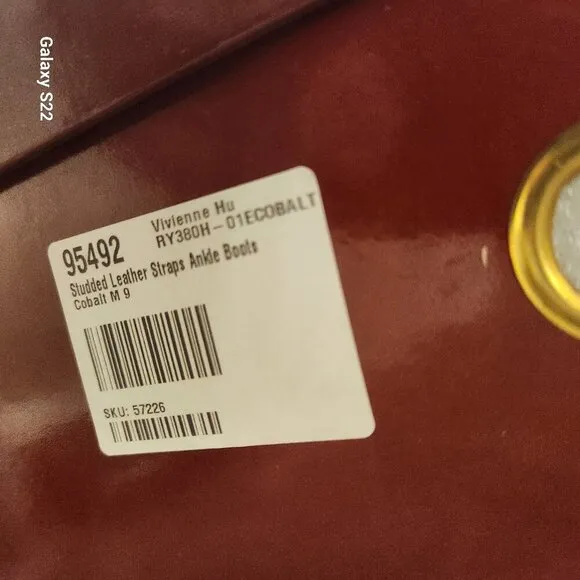 Galaxy S22
Vivienne Hu
95492 RY380H-01ECOBALT
Studded Leather Straps Ankle Boots
Cobalt M 9
SKU: 57226